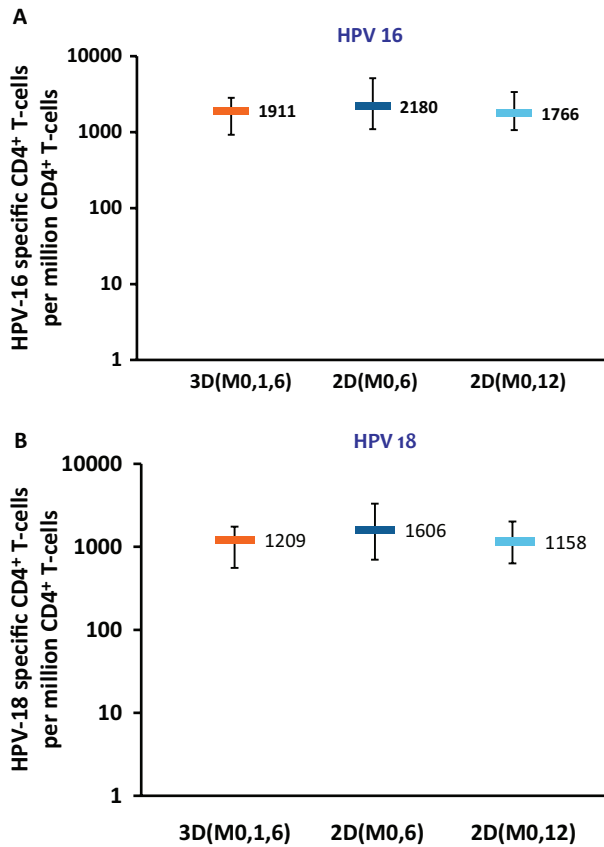 A
HPV 16
HPV-16 specific CD4⁺ T-cells
per million CD4⁺ T-cells
10000
1000
100
10
1
1911
2180
1766
3D(M0,1,6)
2D(M0,6)
2D(M0,12)
B
HPV 18
HPV-18 specific CD4⁺ T-cells
per million CD4⁺ T-cells
10000
1000
100
10
1
1209
1606
1158
3D(M0,1,6)
2D(M0,6)
2D(M0,12)